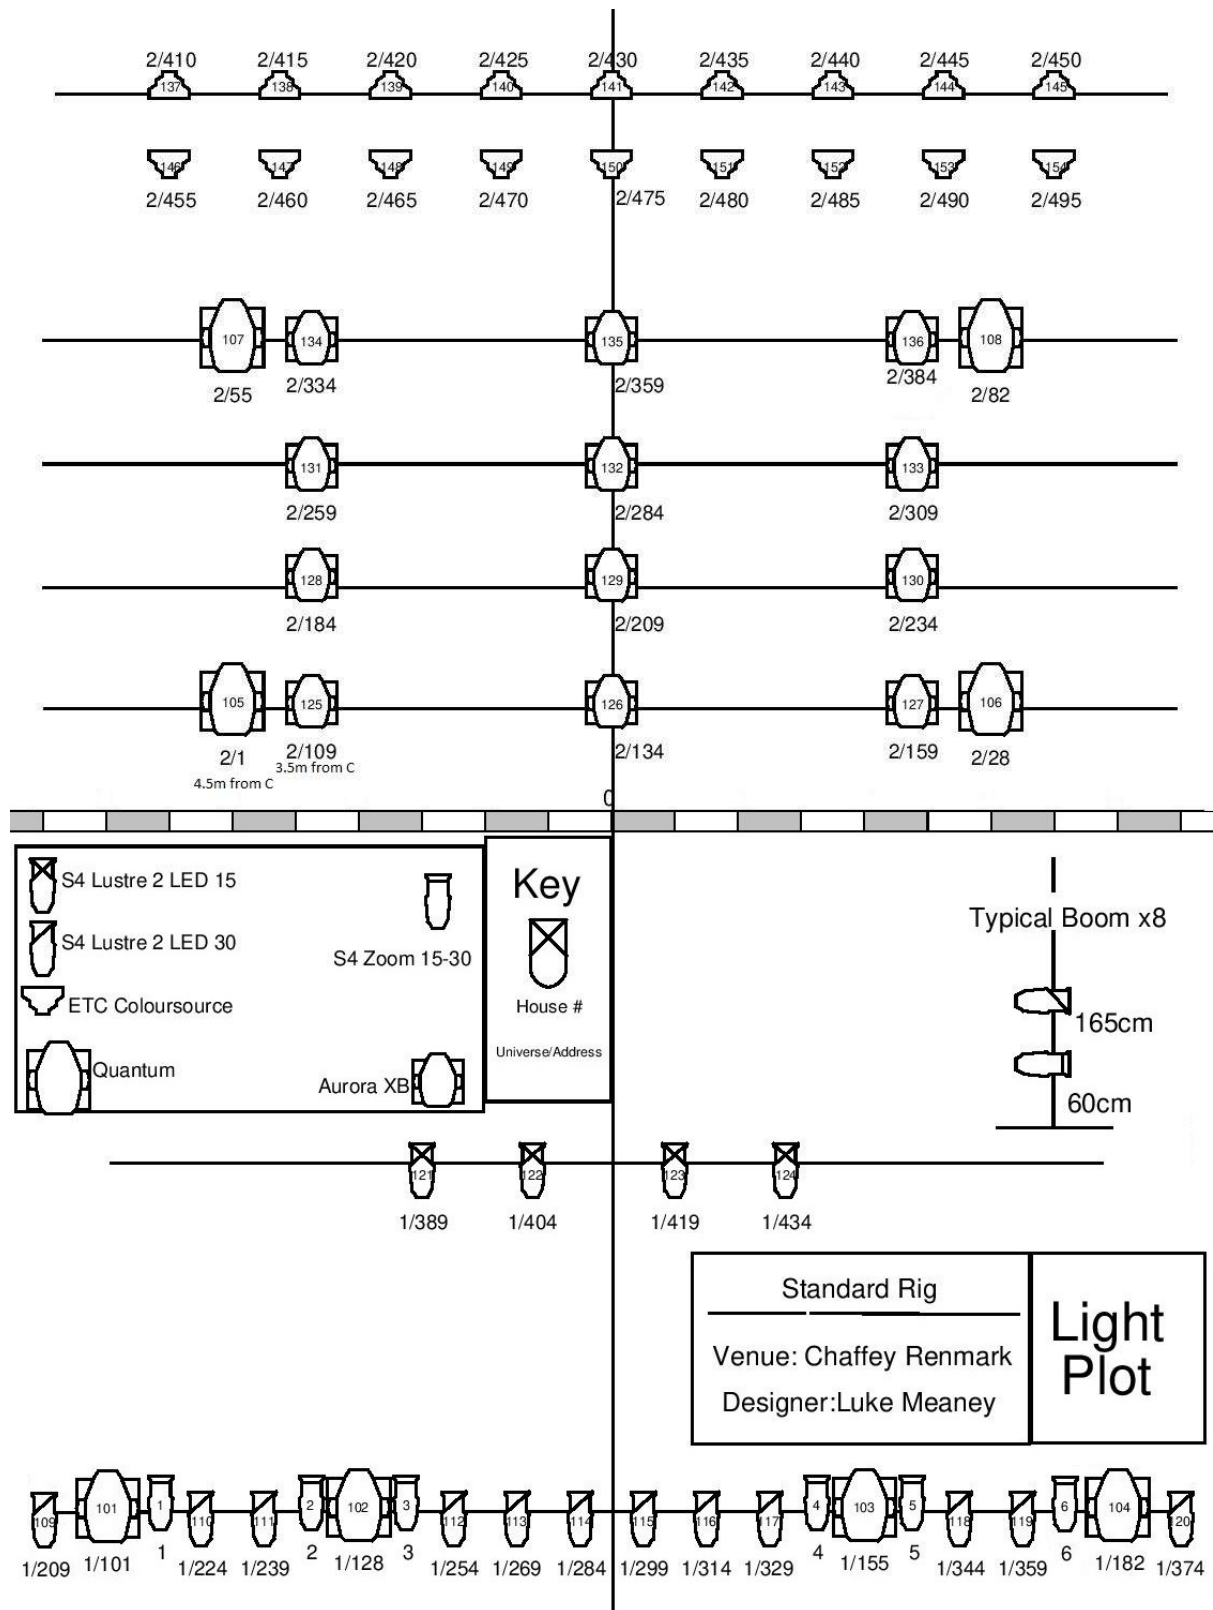 2/410 2/415 2/420 2/425 2/430 2/435 2/440 2/445 2/450
137 138 139 140 141 142 143 144 145
146 147 148 149 150 151 152 153 154
2/455 2/460 2/465 2/470 2/475 2/480 2/485 2/490 2/495
107 134 135 136 108
2/55 2/334 2/359 2/384 2/82
131 132 133
2/259 2/284 2/309
128 129 130
2/184 2/209 2/234
105 125 126 127 106
2/1 2/109 2/134 2/159 2/28
4.5m from C 3.5m from C
0
S4 Lustre 2 LED 15
S4 Lustre 2 LED 30
S4 Zoom 15-30
ETC Coloursource
Quantum
Aurora XB
Key
House #
Universe/Address
Typical Boom x8
165cm
60cm
121 122 123 124
1/389 1/404 1/419 1/434
Standard Rig
Venue: Chaffey Renmark
Designer:Luke Meaney
Light
Plot
109 101 1 110 111 2 102 3 112 113 114 115 116 117 4 103 5 118 119 6 104 120
1/209 1/101 1 1/224 1/239 2 1/128 3 1/254 1/269 1/284 1/299 1/314 1/329 4 1/155 5 1/344 1/359 6 1/182 1/374